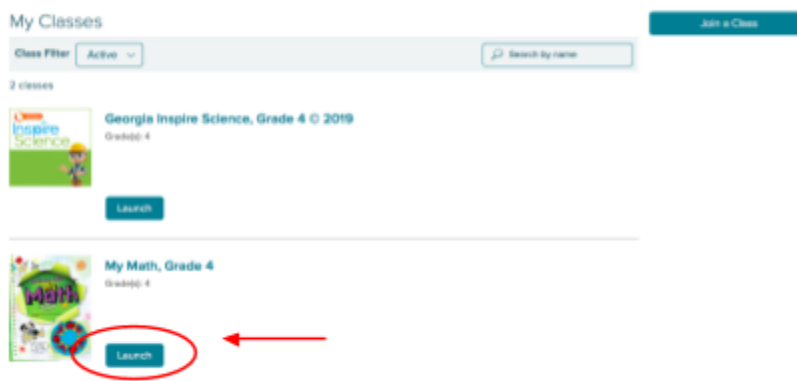 My Classes
Join a Class
Class Filter Active
Search by name
2 classes
Inspire Science
Georgia Inspire Science, Grade 4 © 2019
Grade(s): 4
Launch
My Math, Grade 4
Grade(s): 4
Math
Launch